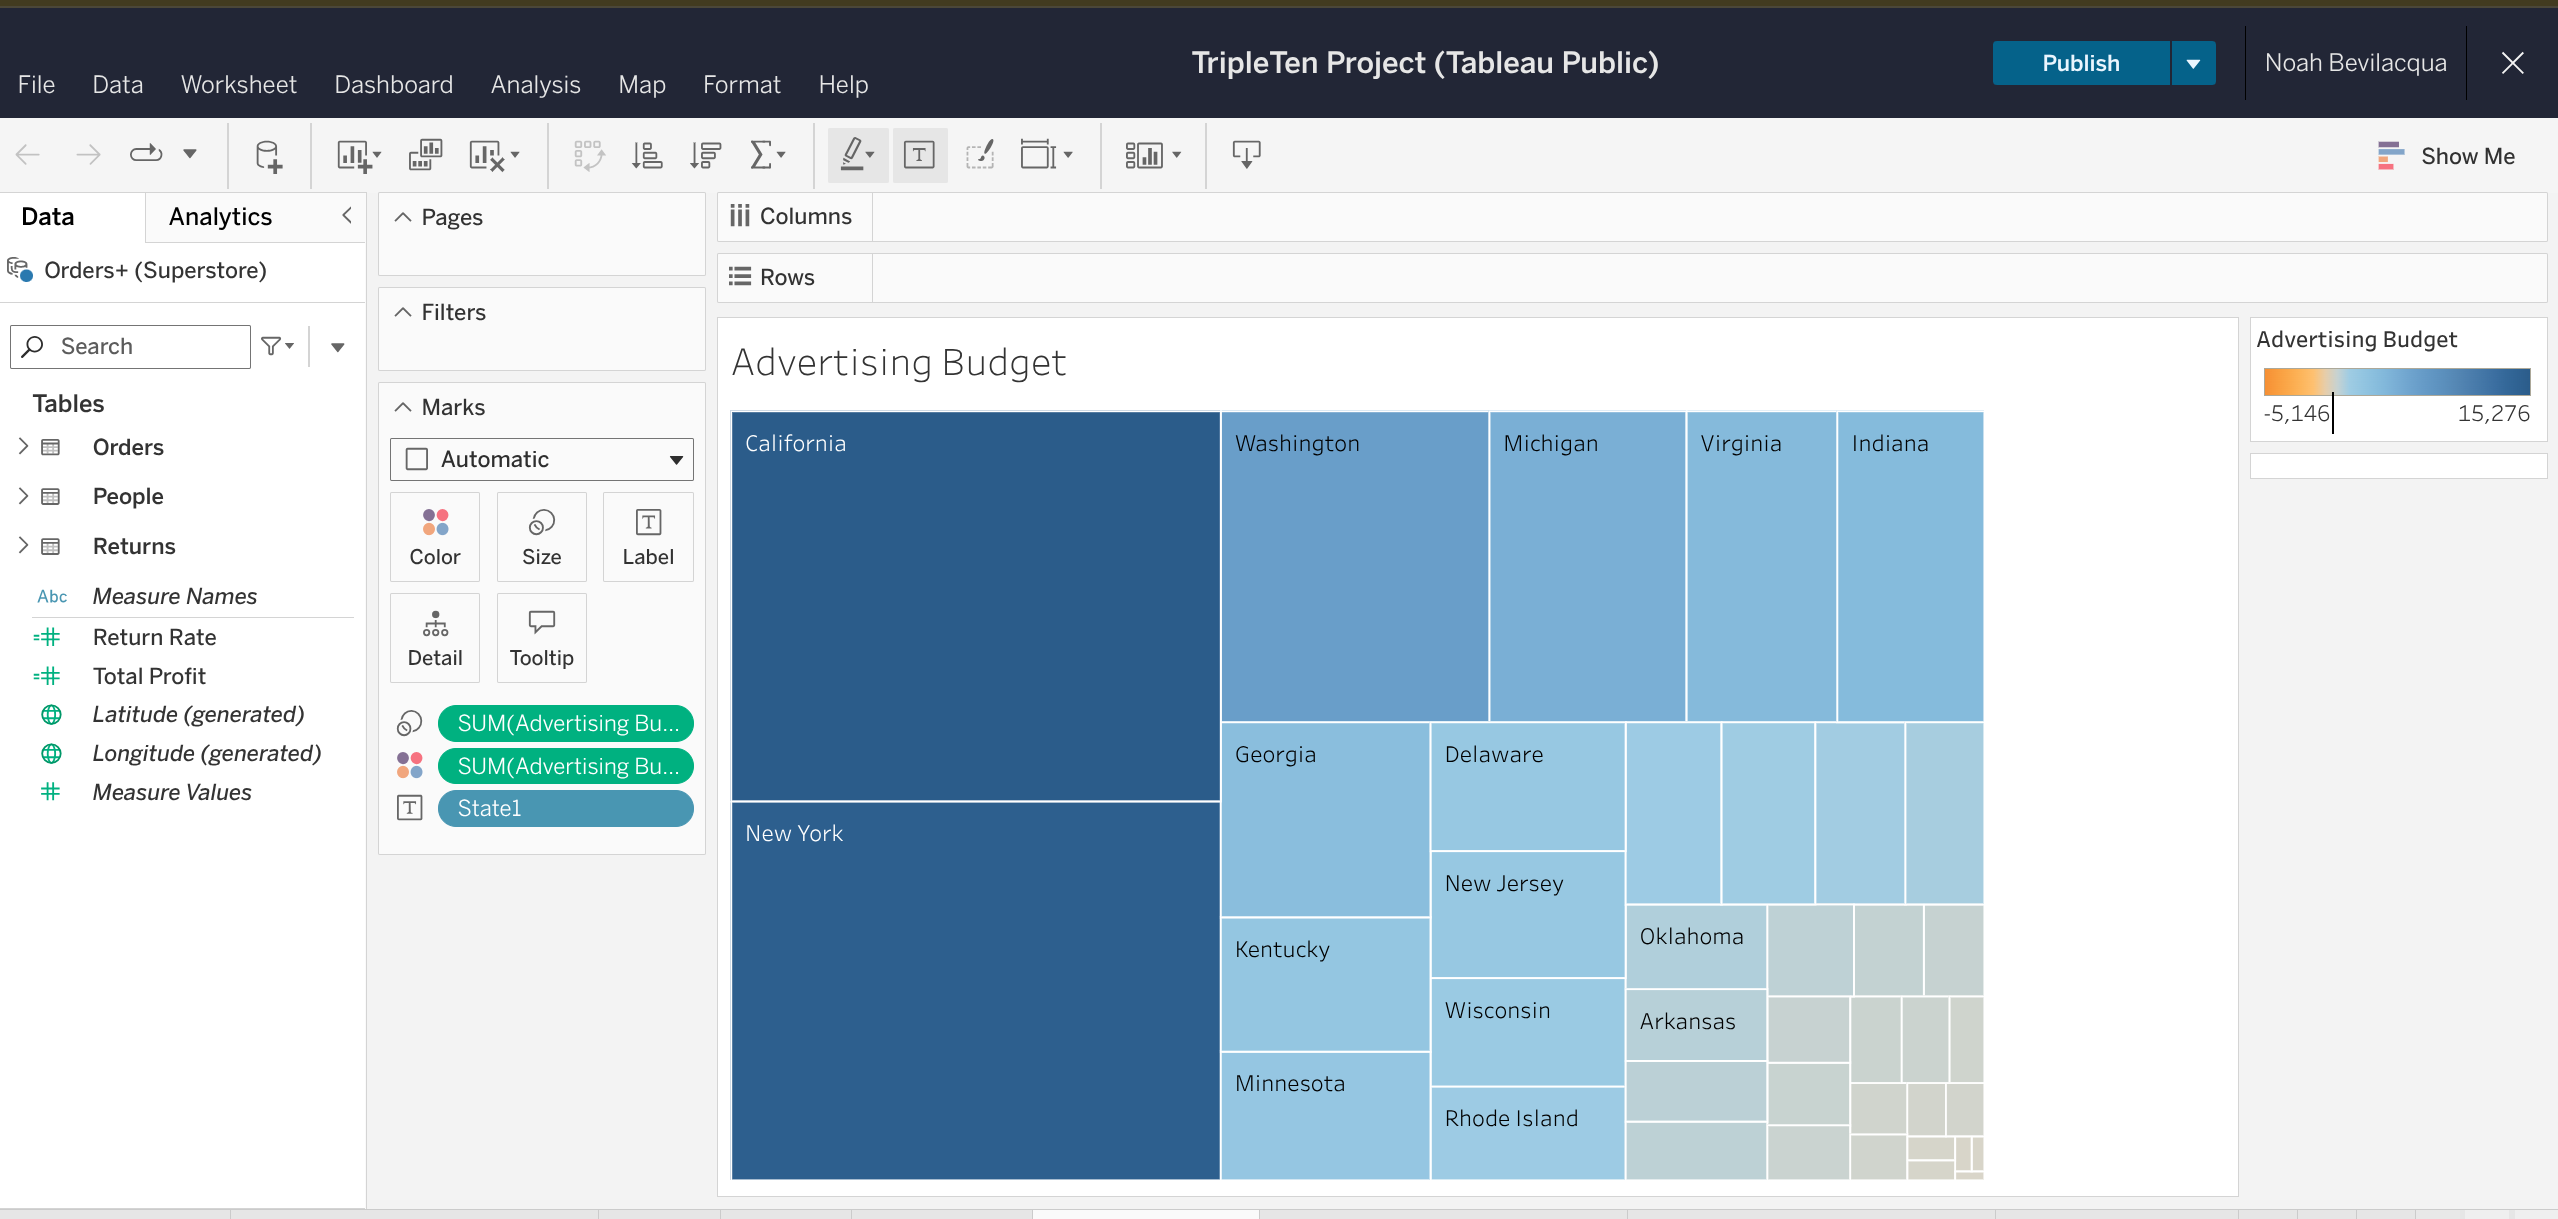 TripleTen Project (Tableau Public)
Publish
Noah Bevilacqua
File Data Worksheet Dashboard Analysis Map Format Help
Show Me
Data Analytics
Orders+ (Superstore)
Search
Tables
Orders
People
Returns
Abc Measure Names
Return Rate
Total Profit
Latitude (generated)
Longitude (generated)
Measure Values
Pages
Filters
Marks
Automatic
Color Size Label
Detail Tooltip
SUM(Advertising Bu...
SUM(Advertising Bu...
State1
Columns
Rows
Advertising Budget
California
New York
Washington
Michigan
Virginia
Indiana
Georgia
Kentucky
Minnesota
Delaware
New Jersey
Wisconsin
Rhode Island
Oklahoma
Arkansas
Advertising Budget
-5,146 15,276